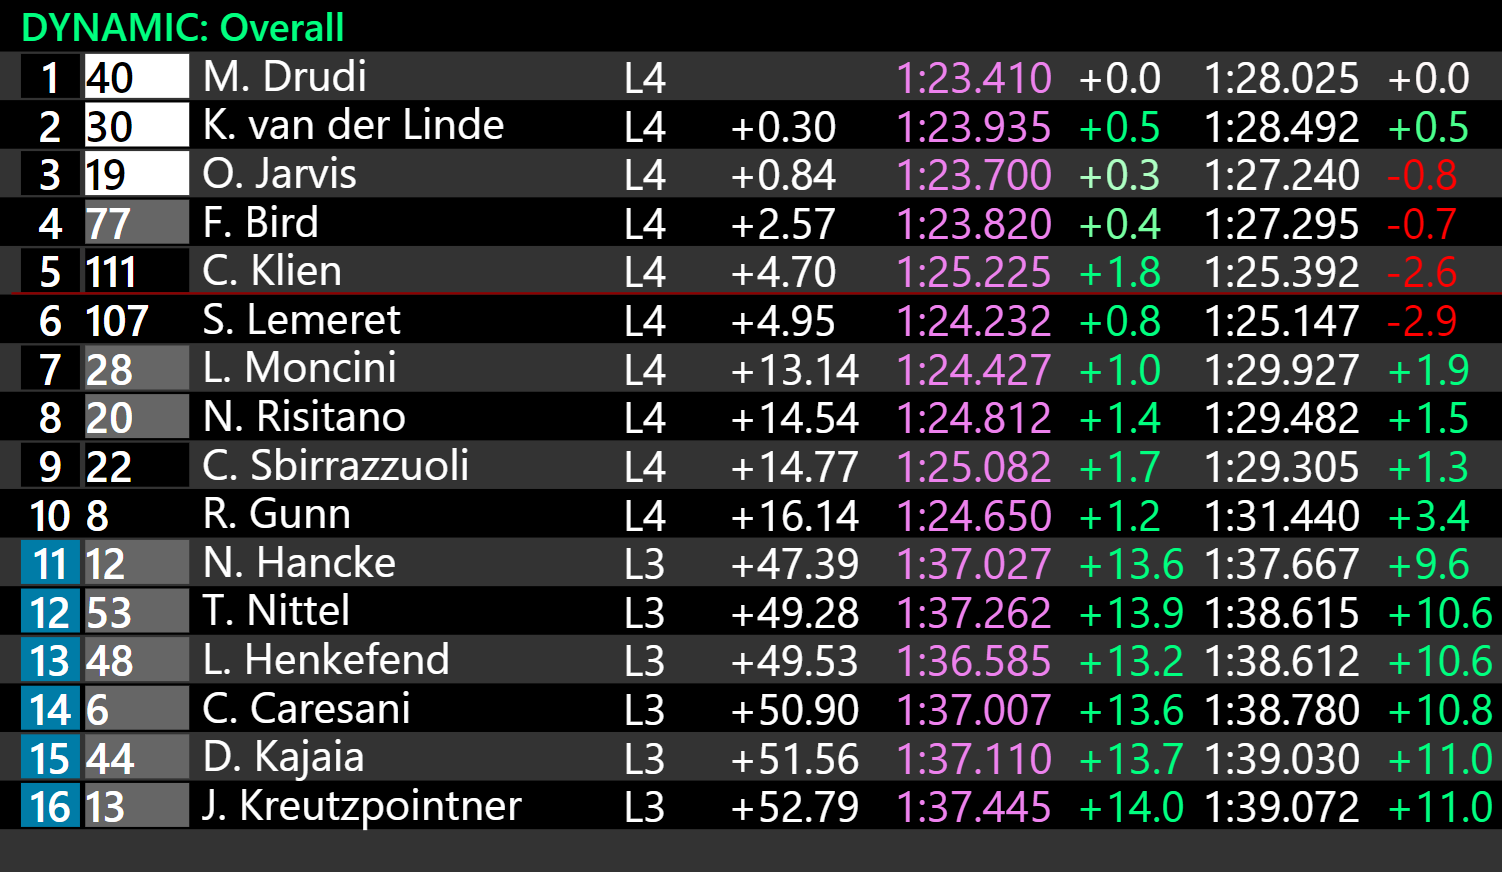 DYNAMIC: Overall
1 40 M. Drudi L4 1:23.410 +0.0 1:28.025 +0.0
2 30 K. van der Linde L4 +0.30 1:23.935 +0.5 1:28.492 +0.5
3 19 O. Jarvis L4 +0.84 1:23.700 +0.3 1:27.240 -0.8
4 77 F. Bird L4 +2.57 1:23.820 +0.4 1:27.295 -0.7
5 111 C. Klien L4 +4.70 1:25.225 +1.8 1:25.392 -2.6
6 107 S. Lemeret L4 +4.95 1:24.232 +0.8 1:25.147 -2.9
7 28 L. Moncini L4 +13.14 1:24.427 +1.0 1:29.927 +1.9
8 20 N. Risitano L4 +14.54 1:24.812 +1.4 1:29.482 +1.5
9 22 C. Sbirrazzuoli L4 +14.77 1:25.082 +1.7 1:29.305 +1.3
10 8 R. Gunn L4 +16.14 1:24.650 +1.2 1:31.440 +3.4
11 12 N. Hancke L3 +47.39 1:37.027 +13.6 1:37.667 +9.6
12 53 T. Nittel L3 +49.28 1:37.262 +13.9 1:38.615 +10.6
13 48 L. Henkefend L3 +49.53 1:36.585 +13.2 1:38.612 +10.6
14 6 C. Caresani L3 +50.90 1:37.007 +13.6 1:38.780 +10.8
15 44 D. Kajaia L3 +51.56 1:37.110 +13.7 1:39.030 +11.0
16 13 J. Kreutzpointner L3 +52.79 1:37.445 +14.0 1:39.072 +11.0